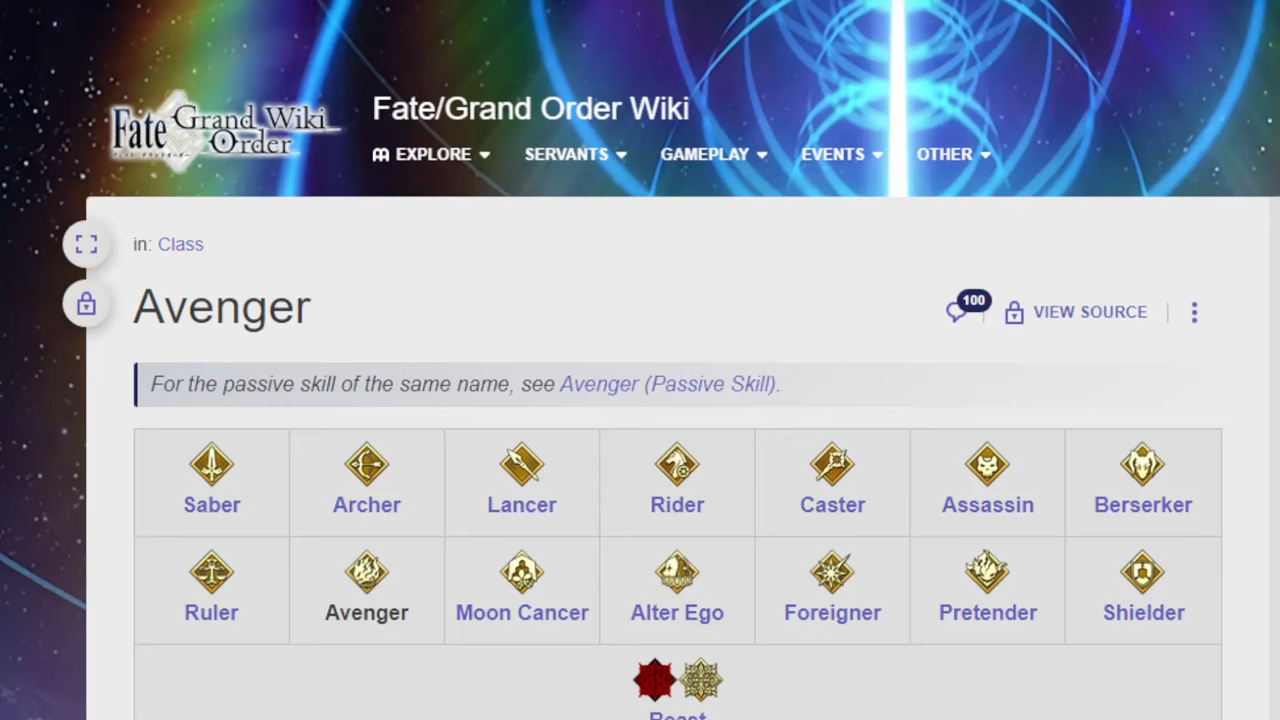 Fate Grand Order Wiki
Fate/Grand Order Wiki
EXPLORE SERVANTS GAMEPLAY EVENTS OTHER
in: Class
Avenger
100
VIEW SOURCE
For the passive skill of the same name, see Avenger (Passive Skill).
Saber Archer Lancer Rider Caster Assassin Berserker
Ruler Avenger Moon Cancer Alter Ego Foreigner Pretender Shielder
Beast